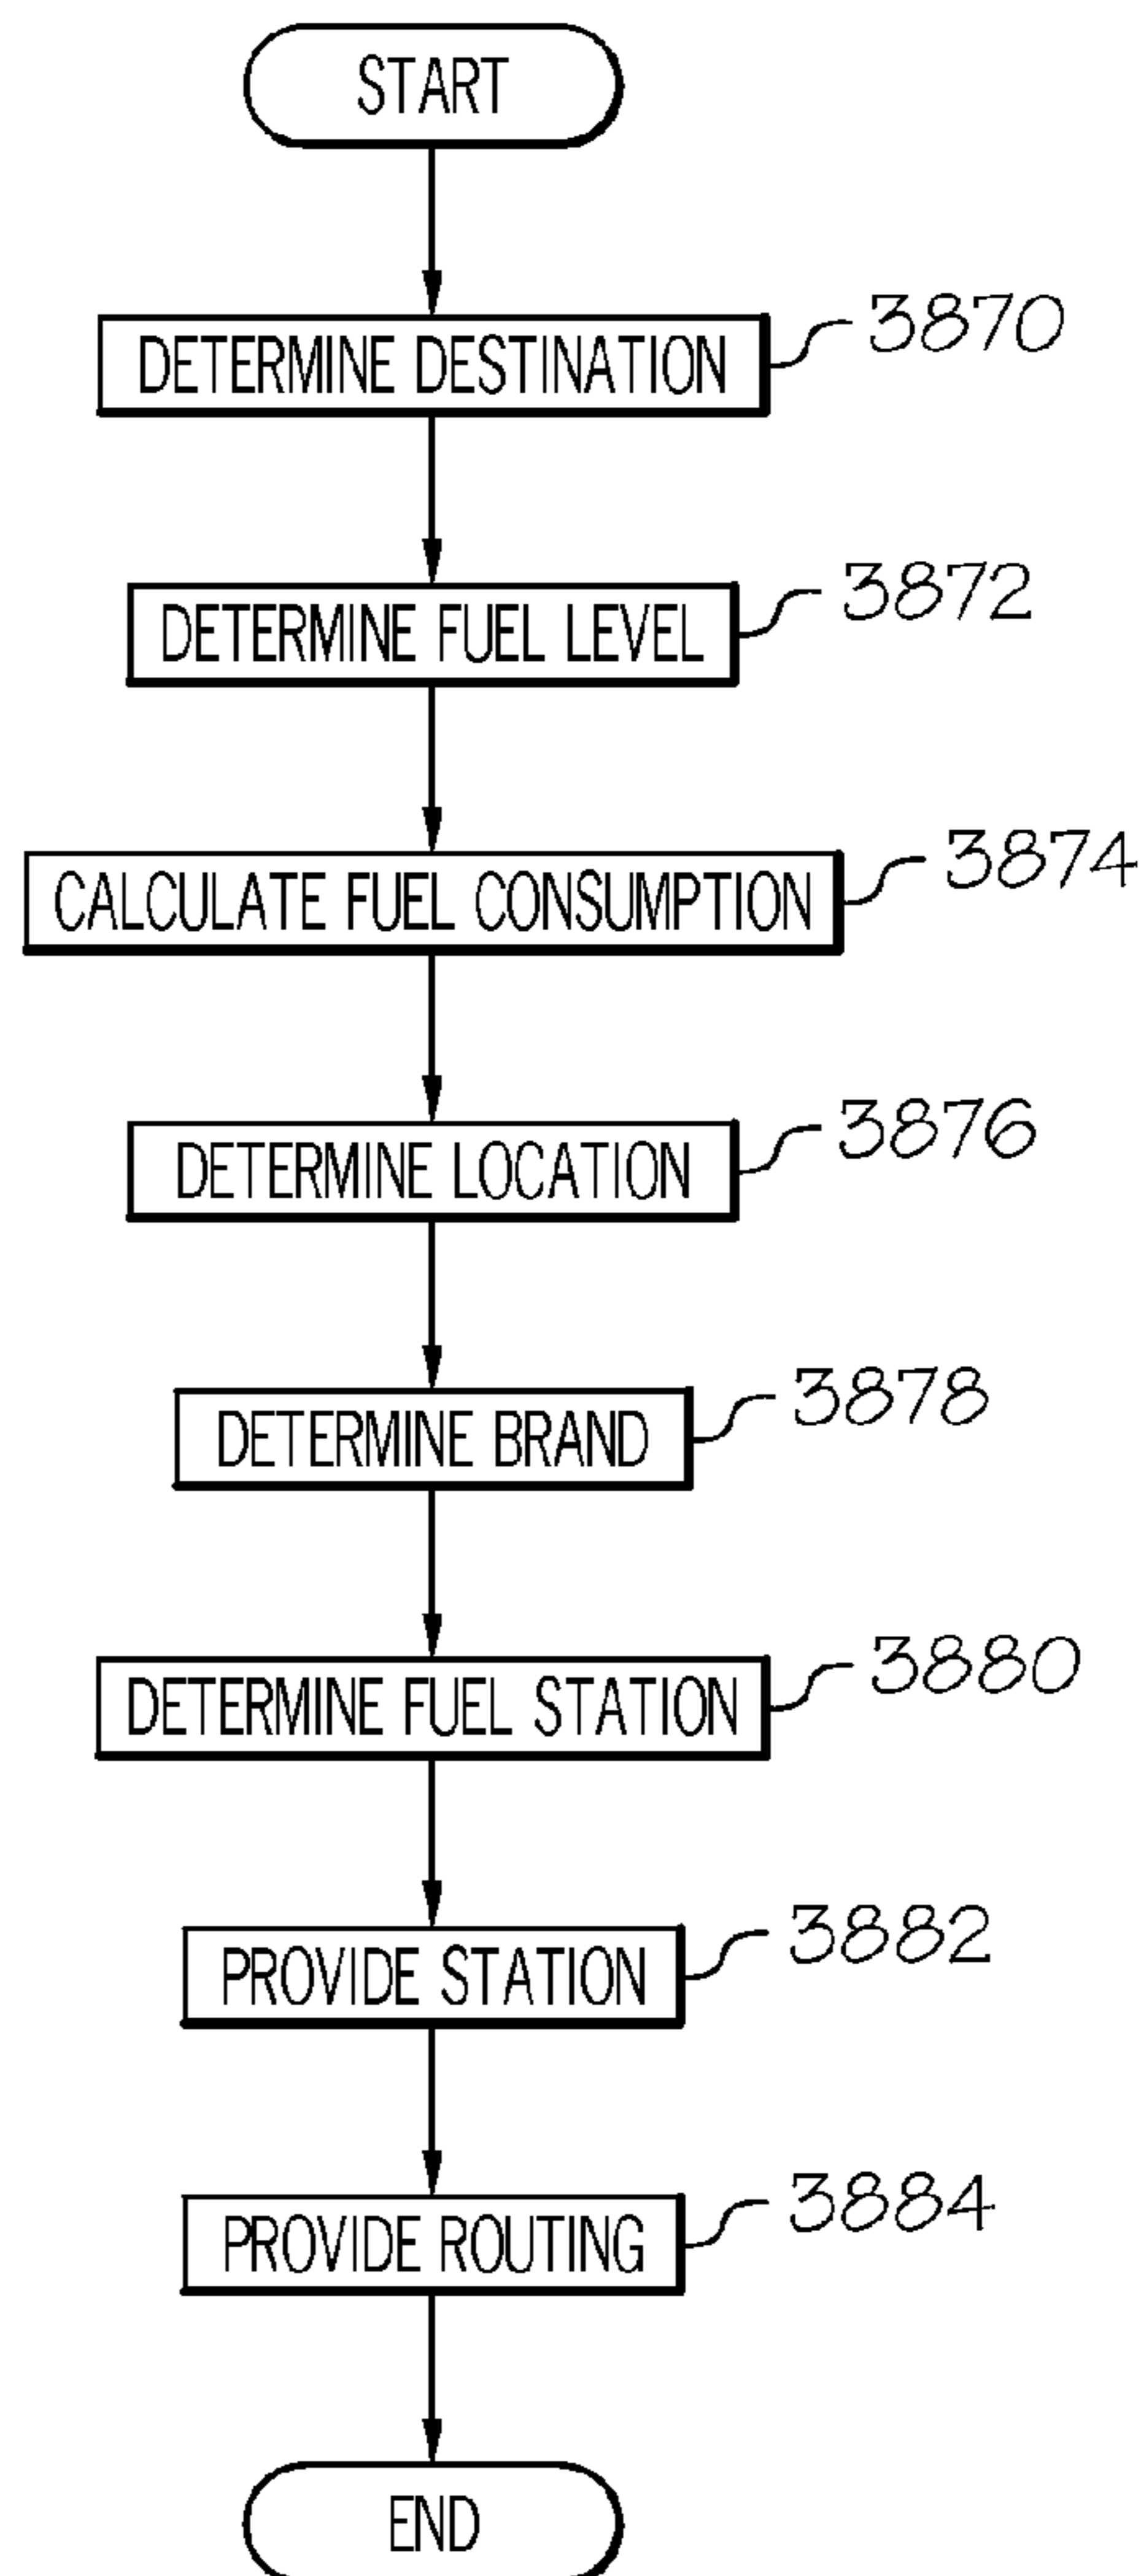 START
DETERMINE DESTINATION 3870
DETERMINE FUEL LEVEL 3872
CALCULATE FUEL CONSUMPTION 3874
DETERMINE LOCATION 3876
DETERMINE BRAND 3878
DETERMINE FUEL STATION 3880
PROVIDE STATION 3882
PROVIDE ROUTING 3884
END